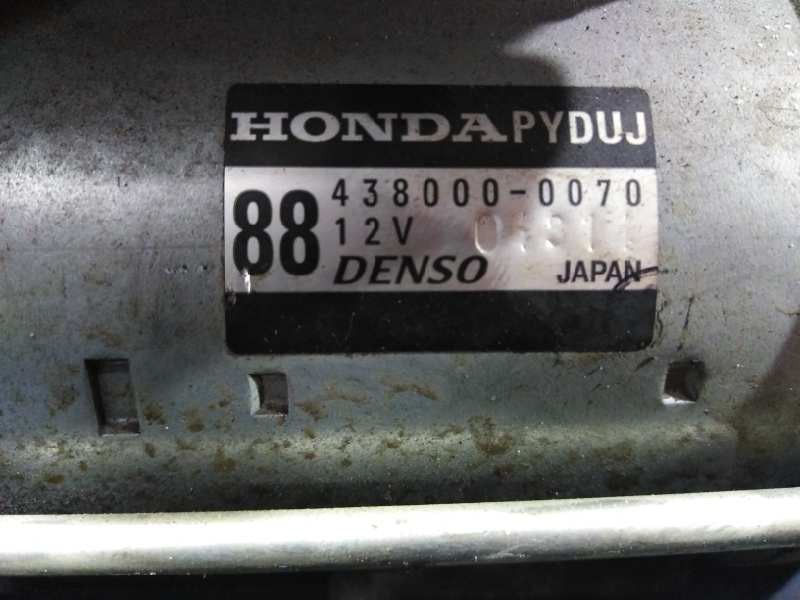 HONDA PYDUJ
88
438000-0070
12V
DENSO JAPAN